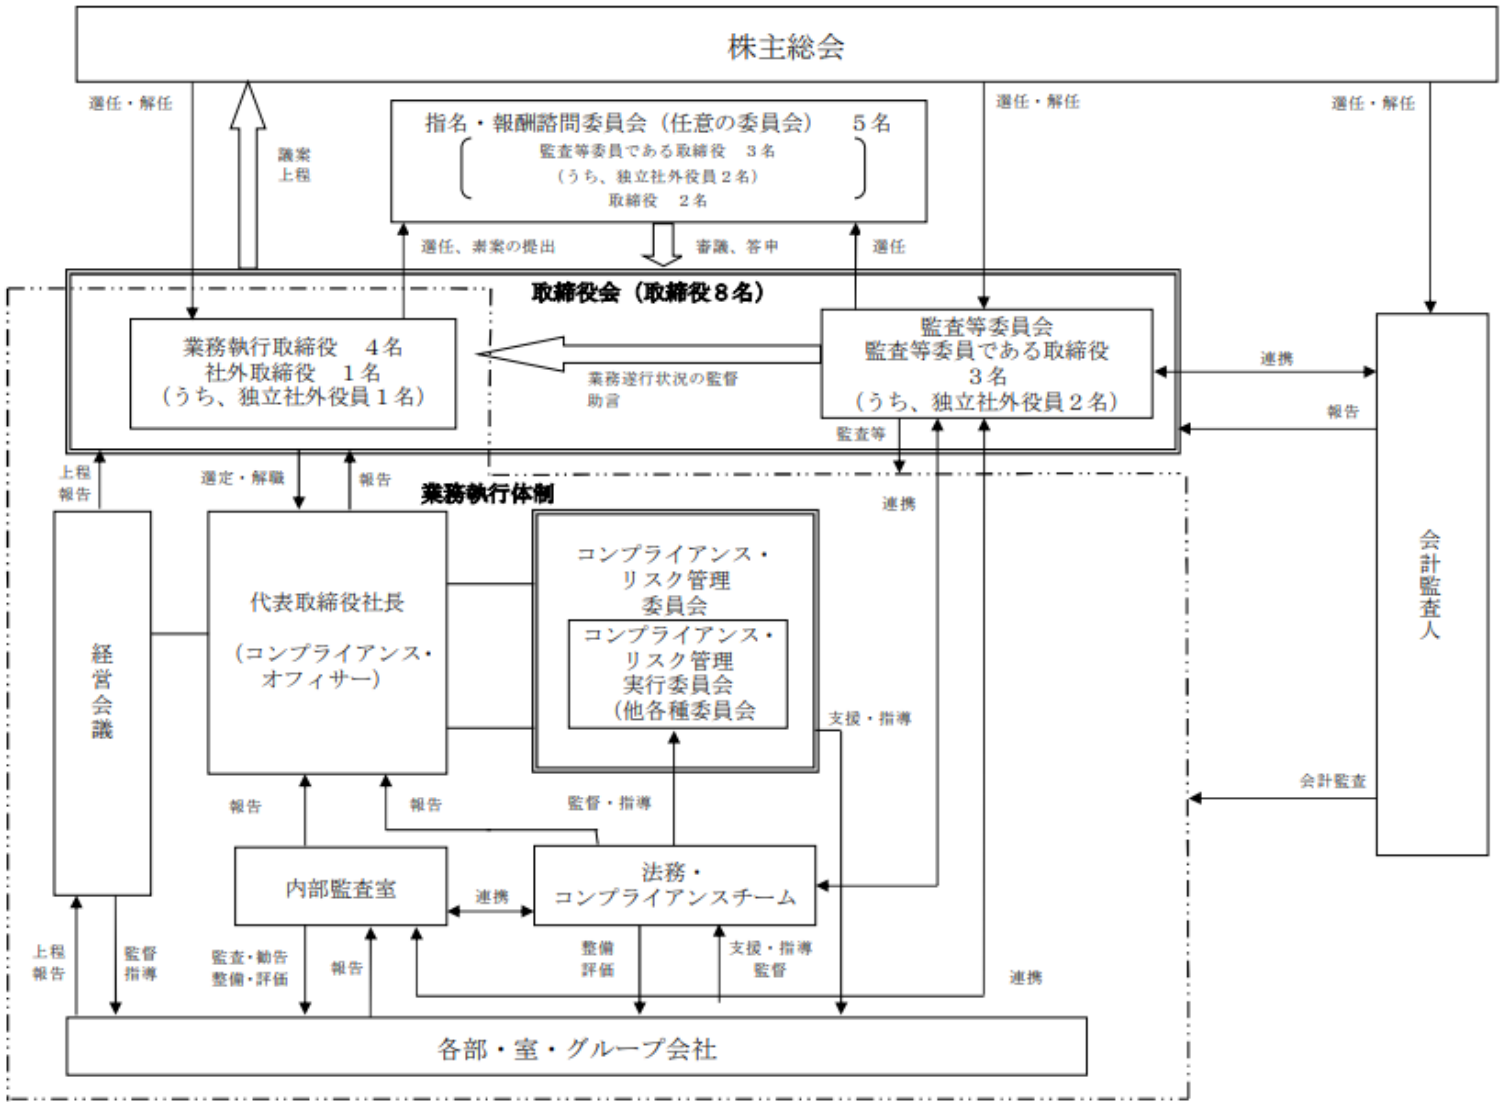 株主総会
選任・解任
選任・解任
選任・解任
議案
上程
指名・報酬諮問委員会（任意の委員会）　５名
監査等委員である取締役　３名
（うち、独立社外役員２名）
取締役　２名
選任、素案の提出
審議、答申
選任
取締役会（取締役８名）
業務執行取締役　４名
社外取締役　１名
（うち、独立社外役員１名）
業務遂行状況の監督
助言
監査等委員会
監査等委員である取締役
３名
（うち、独立社外役員２名）
連携
報告
監査等
上程
報告
選定・解職
報告
業務執行体制
連携
経営会議
代表取締役社長
（コンプライアンス・
オフィサー）
コンプライアンス・
リスク管理
委員会
コンプライアンス・
リスク管理
実行委員会
（他各種委員会
支援・指導
会計監査人
会計監査
報告
報告
監督・指導
内部監査室
連携
法務・
コンプライアンスチーム
上程
報告
監督
指導
監査・勧告
整備・評価
報告
整備
評価
支援・指導
監督
連携
各部・室・グループ会社